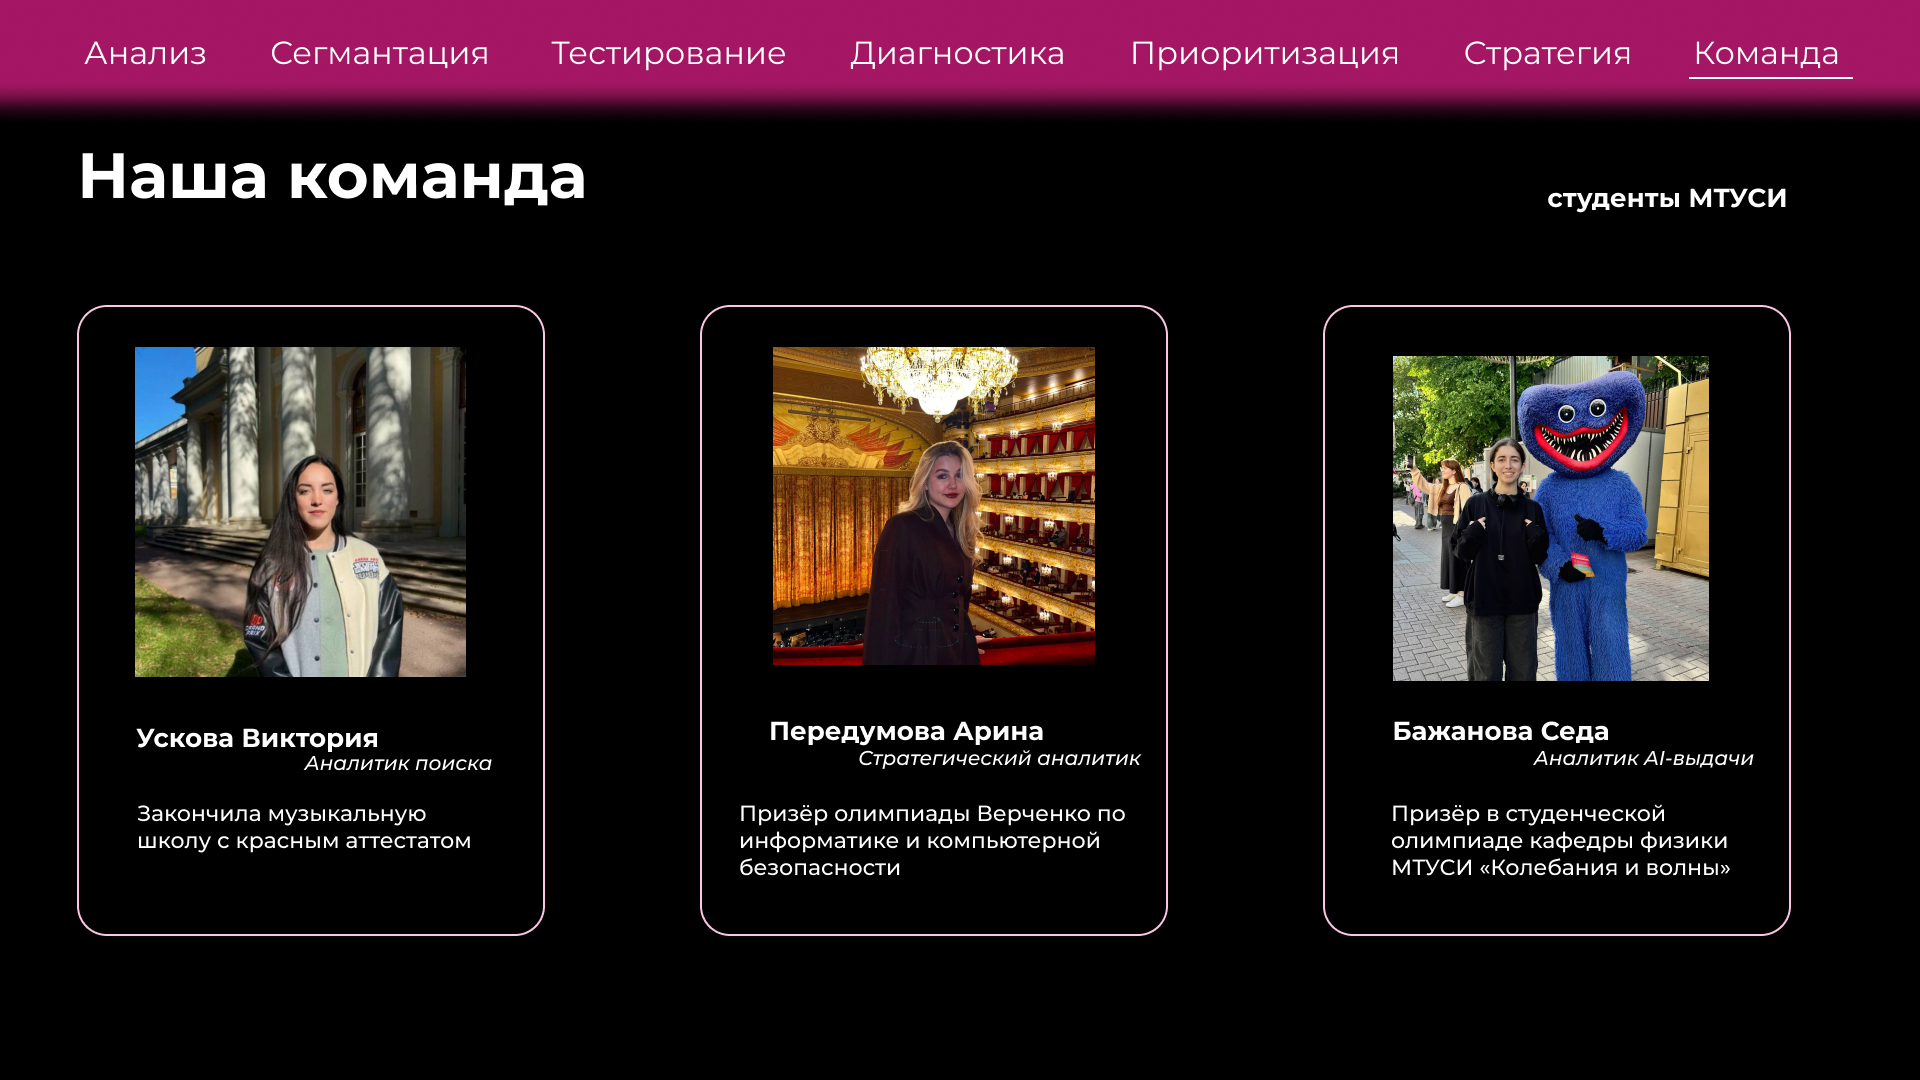 Анализ Сегмантация Тестирование Диагностика Приоритизация Стратегия Команда
Наша команда
студенты МТУСИ
Ускова Виктория
Аналитик поиска
Закончила музыкальную
школу с красным аттестатом
Передумова Арина
Стратегический аналитик
Призёр олимпиады Верченко по
информатике и компьютерной
безопасности
Бажанова Седа
Аналитик AI-выдачи
Призёр в студенческой
олимпиаде кафедры физики
МТУСИ «Колебания и волны»